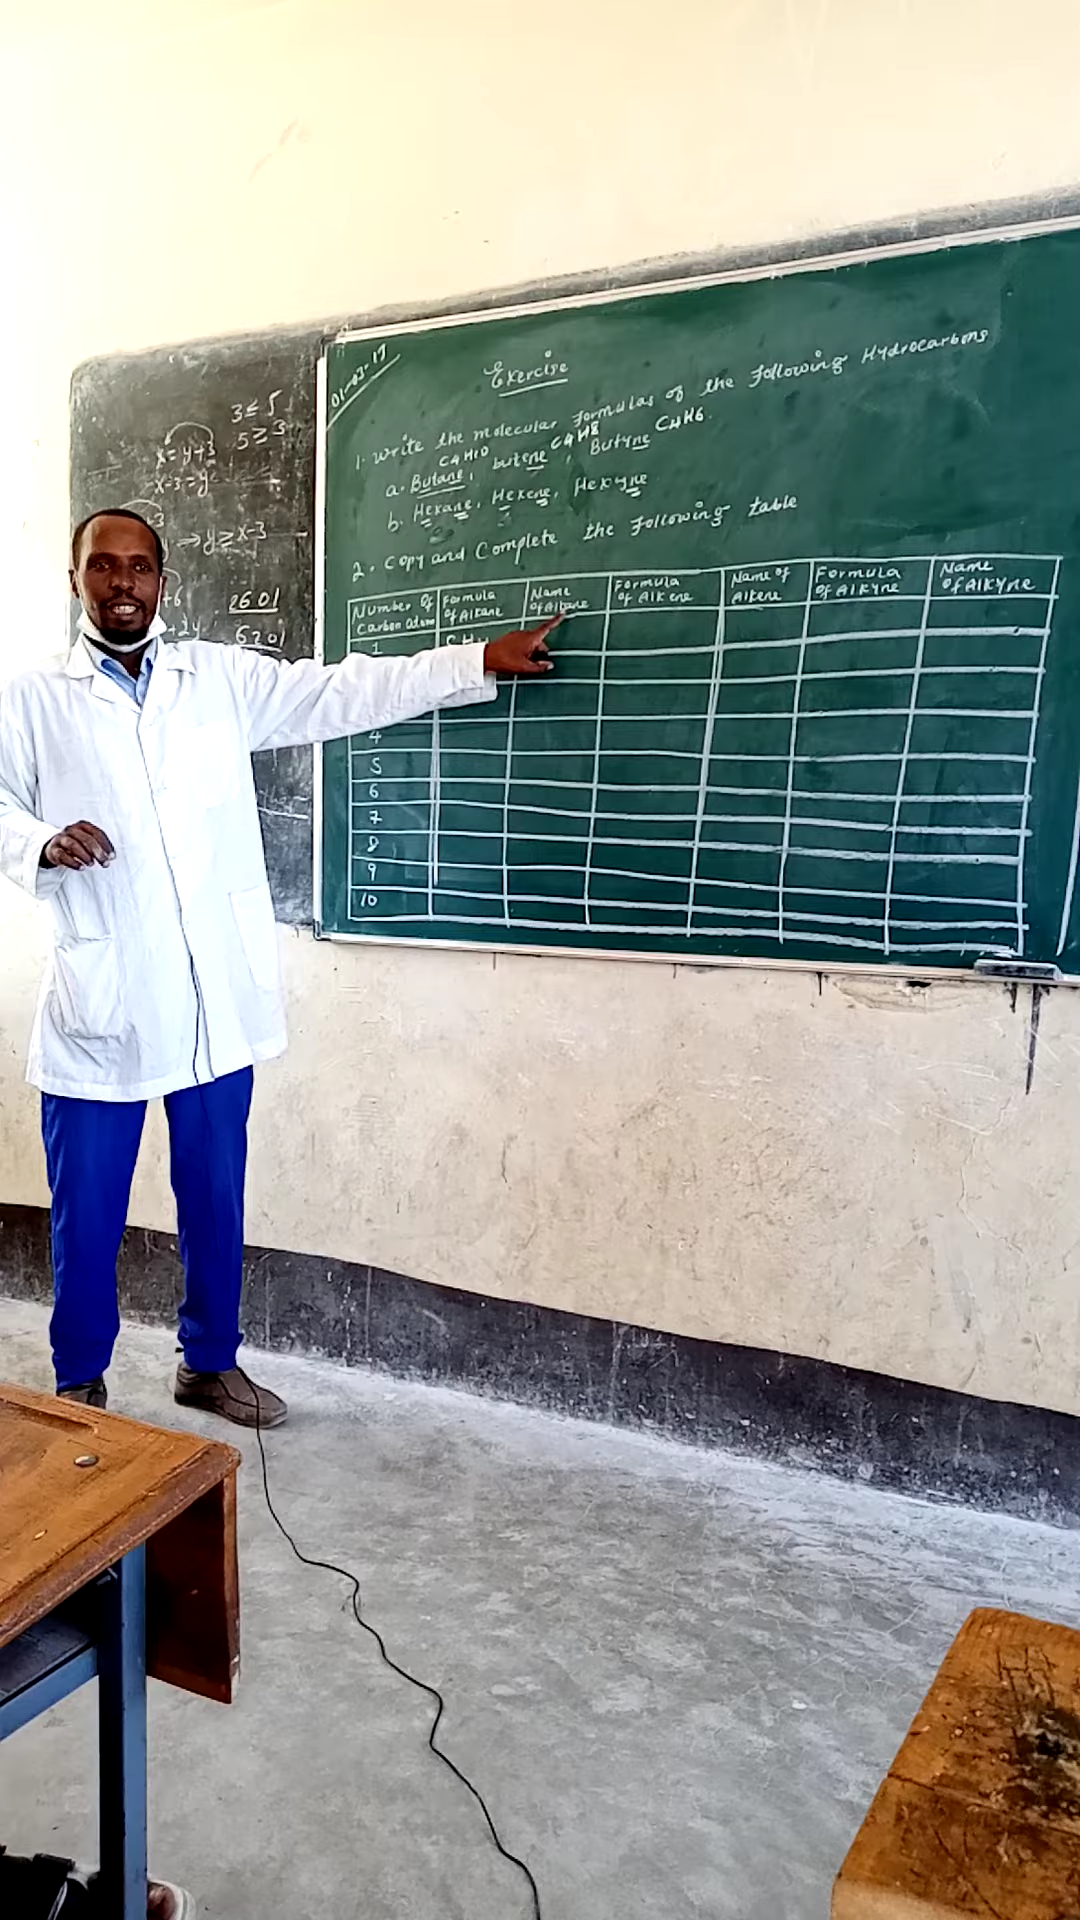 3 ≤ 5
5 ≥ 3
x = y+3
x-3 = y
-3
⇒ y ≥ x-3
+6
2601
+2y
6201
01-03-17
Exercise
1. Write the molecular formulas of the following Hydrocarbons
C4H10 C4H8 C4H6.
a. Butane, butene, Butyne
b. Hexane, Hexene, Hexyne
2. Copy and Complete the following table
Number of Carbon atom Formula of Alkane Name of Alkane Formula of Alkene Name of Alkene Formula of Alkyne Name of Alkyne
1 CH4
4
5
6
7
8
9
10